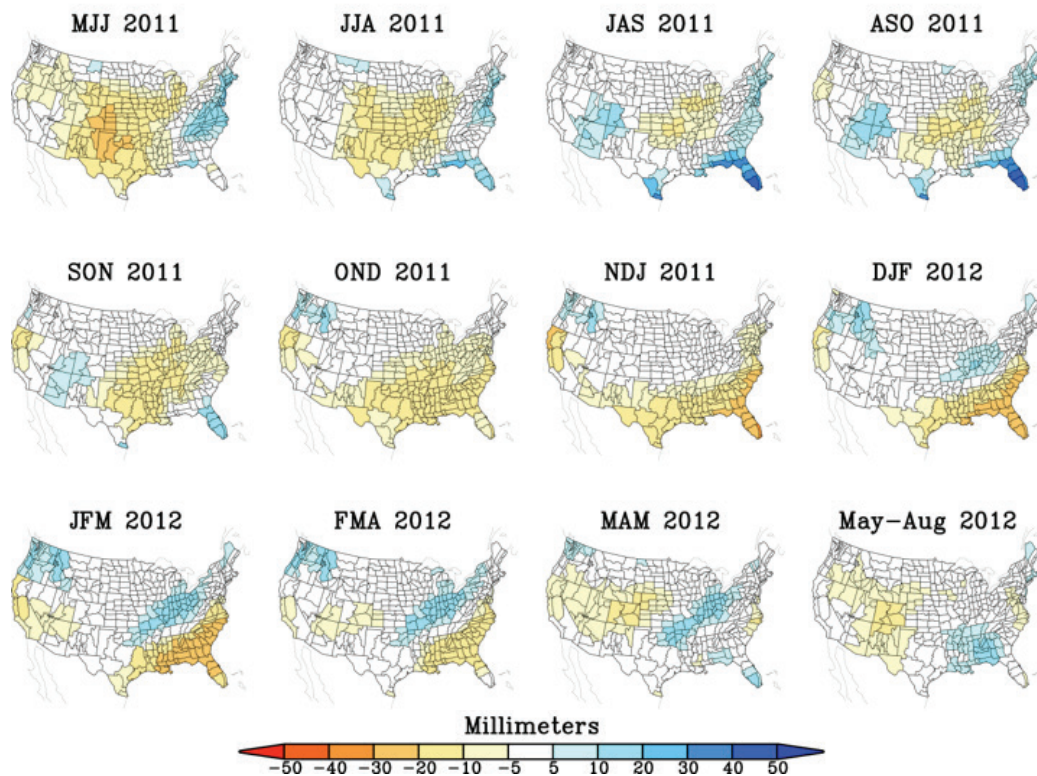 MJJ 2011 JJA 2011 JAS 2011 ASO 2011
SON 2011 OND 2011 NDJ 2011 DJF 2012
JFM 2012 FMA 2012 MAM 2012 May-Aug 2012
Millimeters
-50 -40 -30 -20 -10 -5 5 10 20 30 40 50